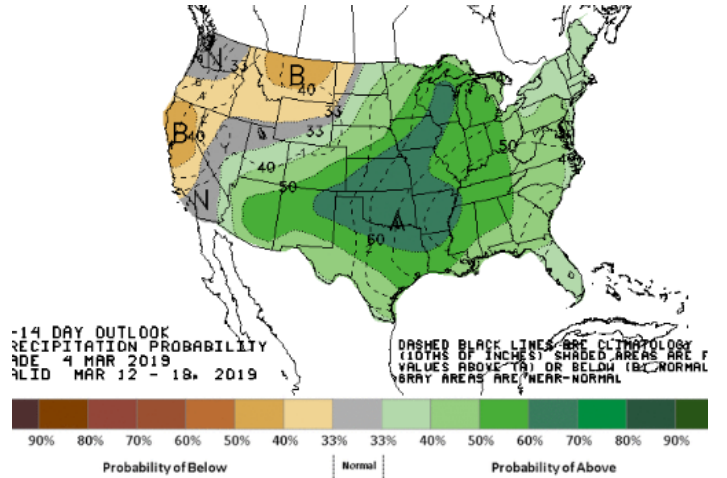 N
33
B
40
33
33
B
40
40
50
N
50
40
A
60
-14 DAY OUTLOOK
RECIPITATION PROBABILITY
ADE 4 MAR 2019
ALID MAR 12 - 18, 2019
DASHED BLACK LINES ARE CLIMATOLOGY
(10THS OF INCHES) SHADED AREAS ARE F
VALUES ABOVE (A) OR BELOW (B) NORMAL
GRAY AREAS ARE NEAR-NORMAL
90% 80% 70% 60% 50% 40% 33% 33% 40% 50% 60% 70% 80% 90%
Probability of Below Normal Probability of Above